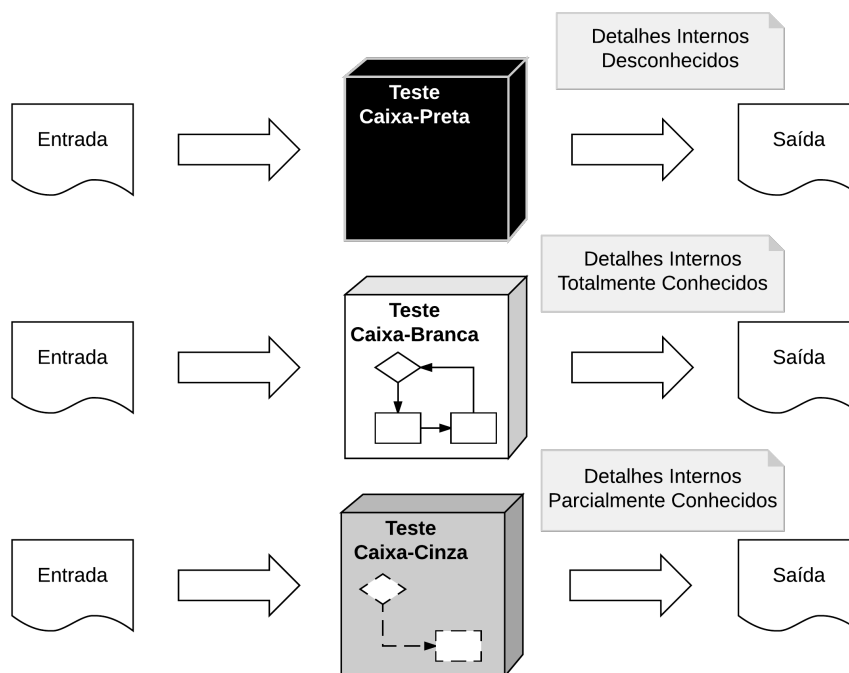 Detalhes Internos
Desconhecidos
Entrada
Teste
Caixa-Preta
Saída
Detalhes Internos
Totalmente Conhecidos
Entrada
Teste
Caixa-Branca
Saída
Detalhes Internos
Parcialmente Conhecidos
Entrada
Teste
Caixa-Cinza
Saída